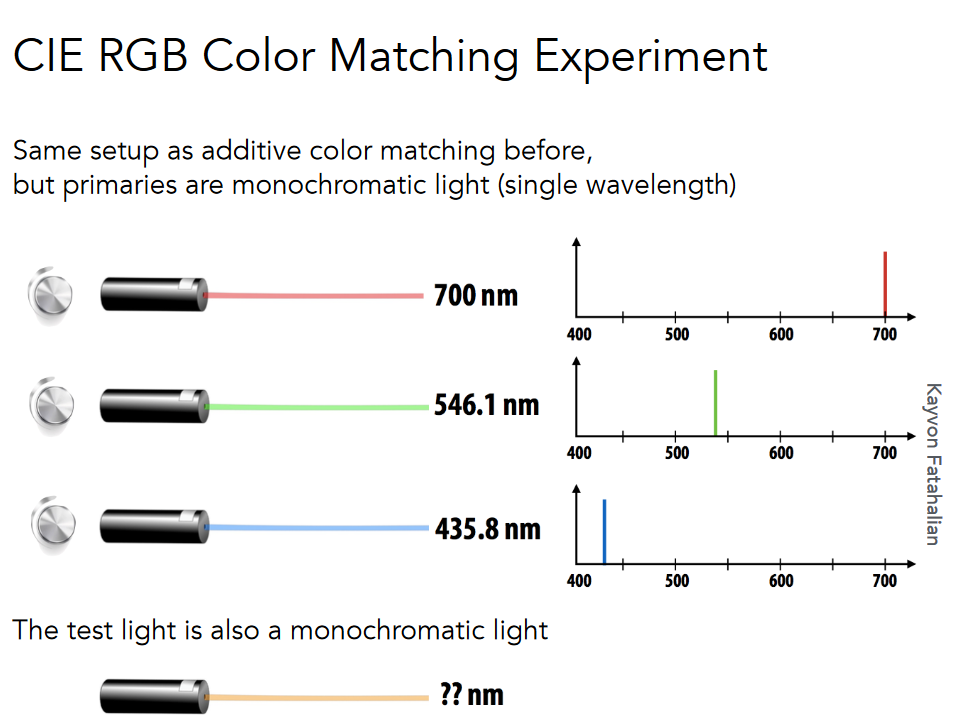 CIE RGB Color Matching Experiment
Same setup as additive color matching before,
but primaries are monochromatic light (single wavelength)
700 nm
400 500 600 700
546.1 nm
400 500 600 700
435.8 nm
400 500 600 700
Kayvon Fatahalian
The test light is also a monochromatic light
?? nm